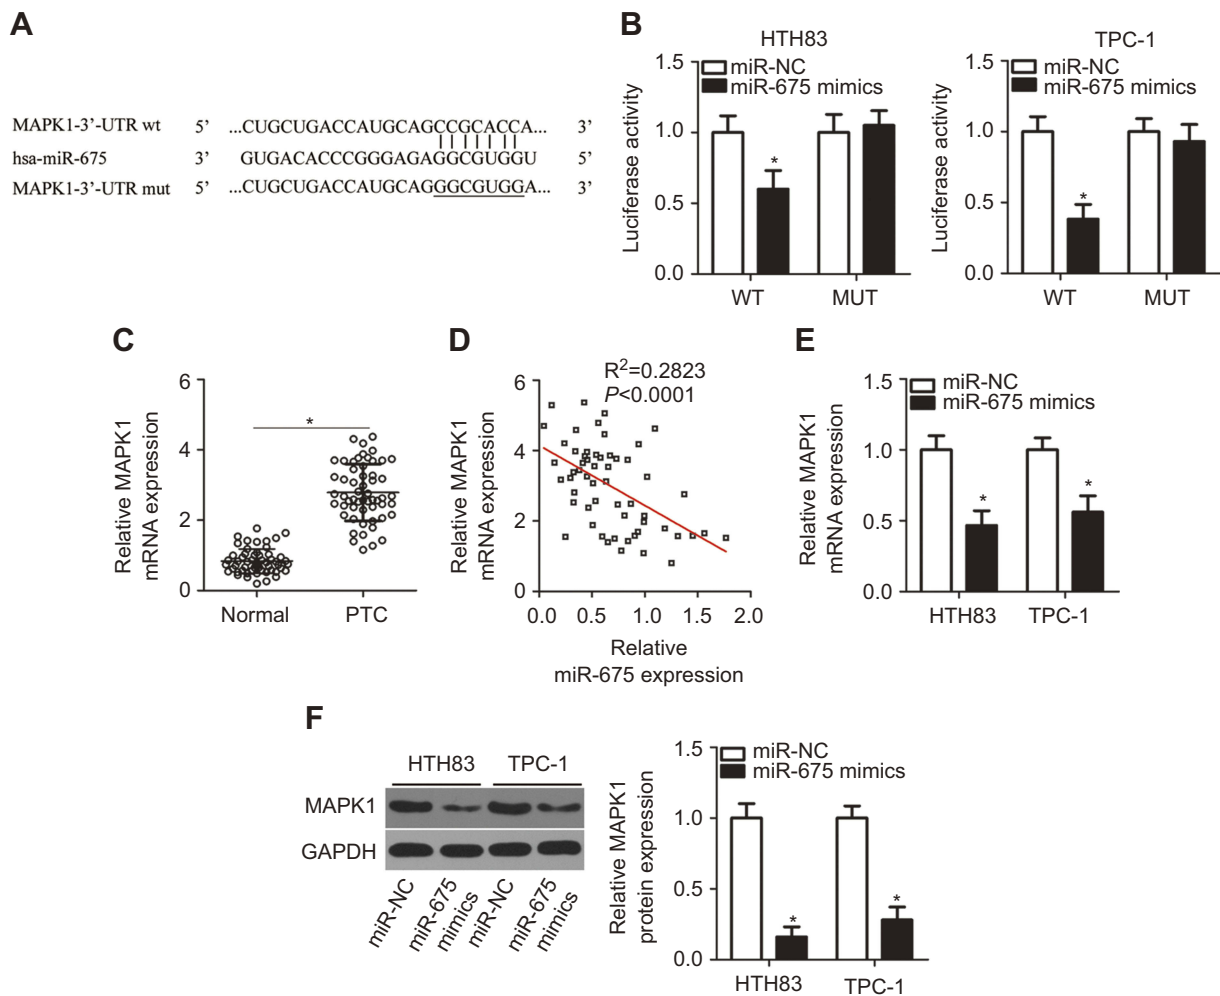 A
MAPK1-3'-UTR wt 5' ...CUGCUGACCAUGCAGCCGCACCA... 3'
hsa-miR-675 3' GUGACACCCGGGAGAGGCGUGGU 5'
MAPK1-3'-UTR mut 5' ...CUGCUGACCAUGCAGGGCGUGGA... 3'
B
HTH83
miR-NC
miR-675 mimics
Luciferase activity
1.5
1.0
0.5
0.0
*
WT MUT
TPC-1
miR-NC
miR-675 mimics
Luciferase activity
1.5
1.0
0.5
0.0
*
WT MUT
C
Relative MAPK1
mRNA expression
6
4
2
0
*
Normal PTC
D
R²=0.2823
P<0.0001
Relative MAPK1
mRNA expression
6
4
2
0
0.0 0.5 1.0 1.5 2.0
Relative
miR-675 expression
E
miR-NC
miR-675 mimics
Relative MAPK1
mRNA expression
1.5
1.0
0.5
0.0
* *
HTH83 TPC-1
F
HTH83 TPC-1
MAPK1
GAPDH
miR-NC
miR-675
mimics
miR-NC
miR-675
mimics
miR-NC
miR-675 mimics
Relative MAPK1
protein expression
1.5
1.0
0.5
0.0
* *
HTH83 TPC-1